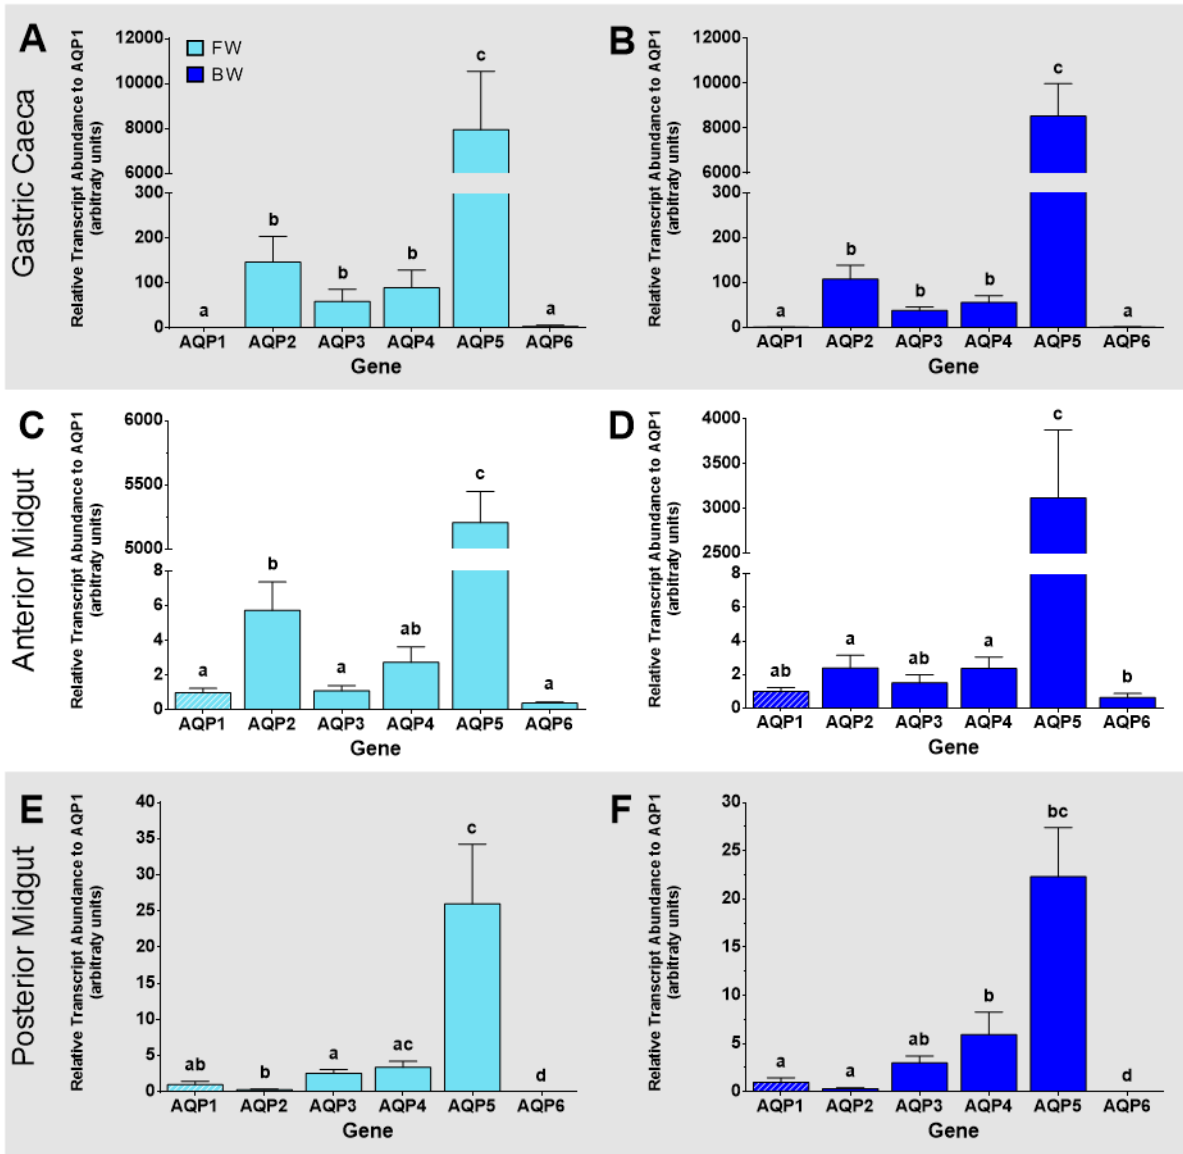 Gastric Caeca
A
Relative Transcript Abundance to AQP1
(arbitraty units)
FW
BW
12000
10000
8000
6000
300
200
100
0
a
b
b
b
c
a
AQP1 AQP2 AQP3 AQP4 AQP5 AQP6
Gene
B
Relative Transcript Abundance to AQP1
(arbitraty units)
12000
10000
8000
6000
300
200
100
0
a
b
b
b
c
a
AQP1 AQP2 AQP3 AQP4 AQP5 AQP6
Gene
Anterior Midgut
C
Relative Transcript Abundance to AQP1
(arbitraty units)
6000
5500
5000
8
6
4
2
0
a
b
a
ab
c
a
AQP1 AQP2 AQP3 AQP4 AQP5 AQP6
Gene
D
Relative Transcript Abundance to AQP1
(arbitraty units)
4000
3500
3000
2500
8
6
4
2
0
ab
a
ab
a
c
b
AQP1 AQP2 AQP3 AQP4 AQP5 AQP6
Gene
Posterior Midgut
E
Relative Transcript Abundance to AQP1
(arbitraty units)
40
35
30
25
20
15
10
5
0
ab
b
a
ac
c
d
AQP1 AQP2 AQP3 AQP4 AQP5 AQP6
Gene
F
Relative Transcript Abundance to AQP1
(arbitraty units)
30
25
20
15
10
5
0
a
a
ab
b
bc
d
AQP1 AQP2 AQP3 AQP4 AQP5 AQP6
Gene